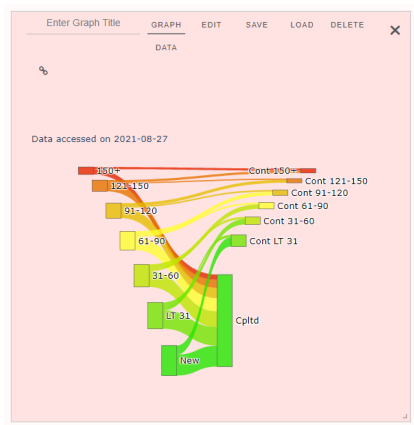 Enter Graph Title
GRAPH EDIT SAVE LOAD DELETE
DATA
Data accessed on 2021-08-27
150+ Cont 150+
121-150 Cont 121-150
91-120 Cont 91-120
61-90 Cont 61-90
31-60 Cont 31-60
LT 31 Cont LT 31
New Cpltd